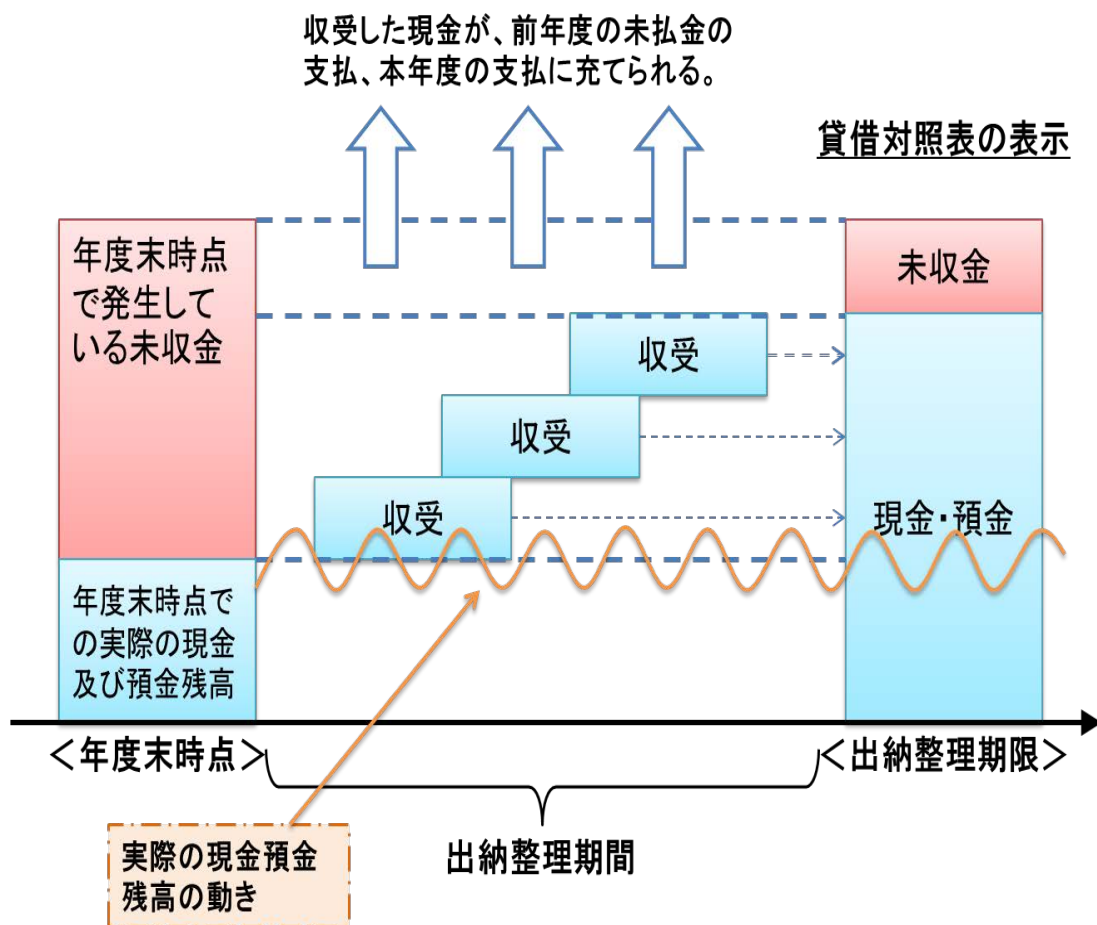 収受した現金が、前年度の未払金の
支払、本年度の支払に充てられる。
貸借対照表の表示
年度末時点
で発生して
いる未収金
未収金
収受
収受
収受
現金・預金
年度末時点で
の実際の現金
及び預金残高
＜年度末時点＞
＜出納整理期限＞
出納整理期間
実際の現金預金
残高の動き